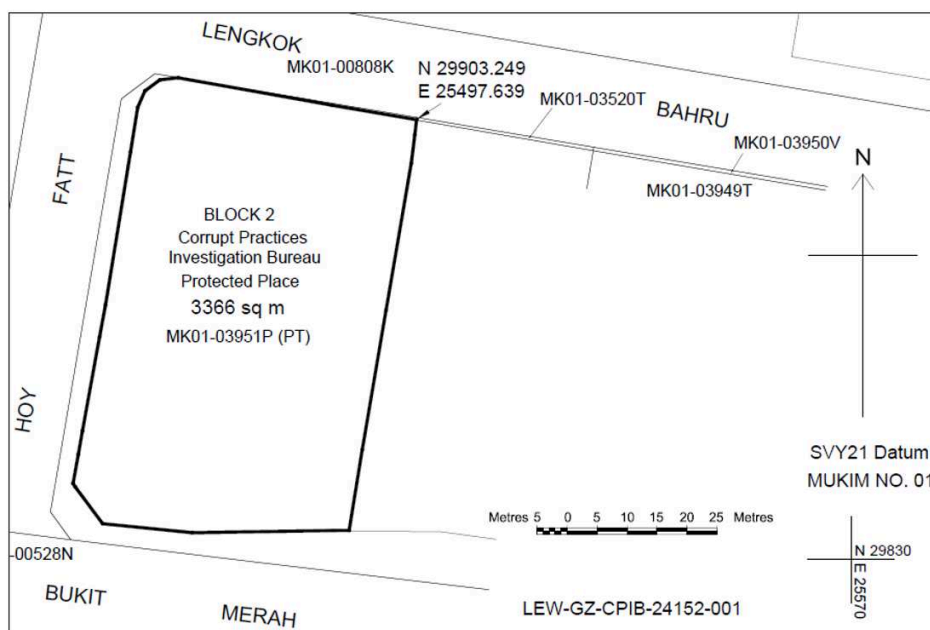 LENGKOK
MK01-00808K
N 29903.249
E 25497.639
MK01-03520T
BAHRU
MK01-03950V
MK01-03949T
N
FATT
HOY
BLOCK 2
Corrupt Practices
Investigation Bureau
Protected Place
3366 sq m
MK01-03951P (PT)
SVY21 Datum
MUKIM NO. 01
Metres 5 0 5 10 15 20 25 Metres
N 29830
E 25570
-00528N
BUKIT
MERAH
LEW-GZ-CPIB-24152-001